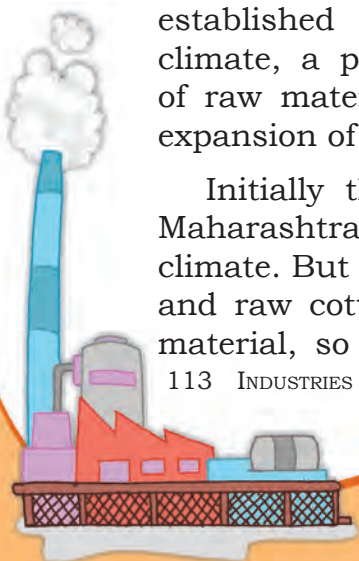 established
climate, a p
of raw mater
expansion of
Initially th
Maharashtra
climate. But
and raw cott
material, so
113 INDUSTRIES